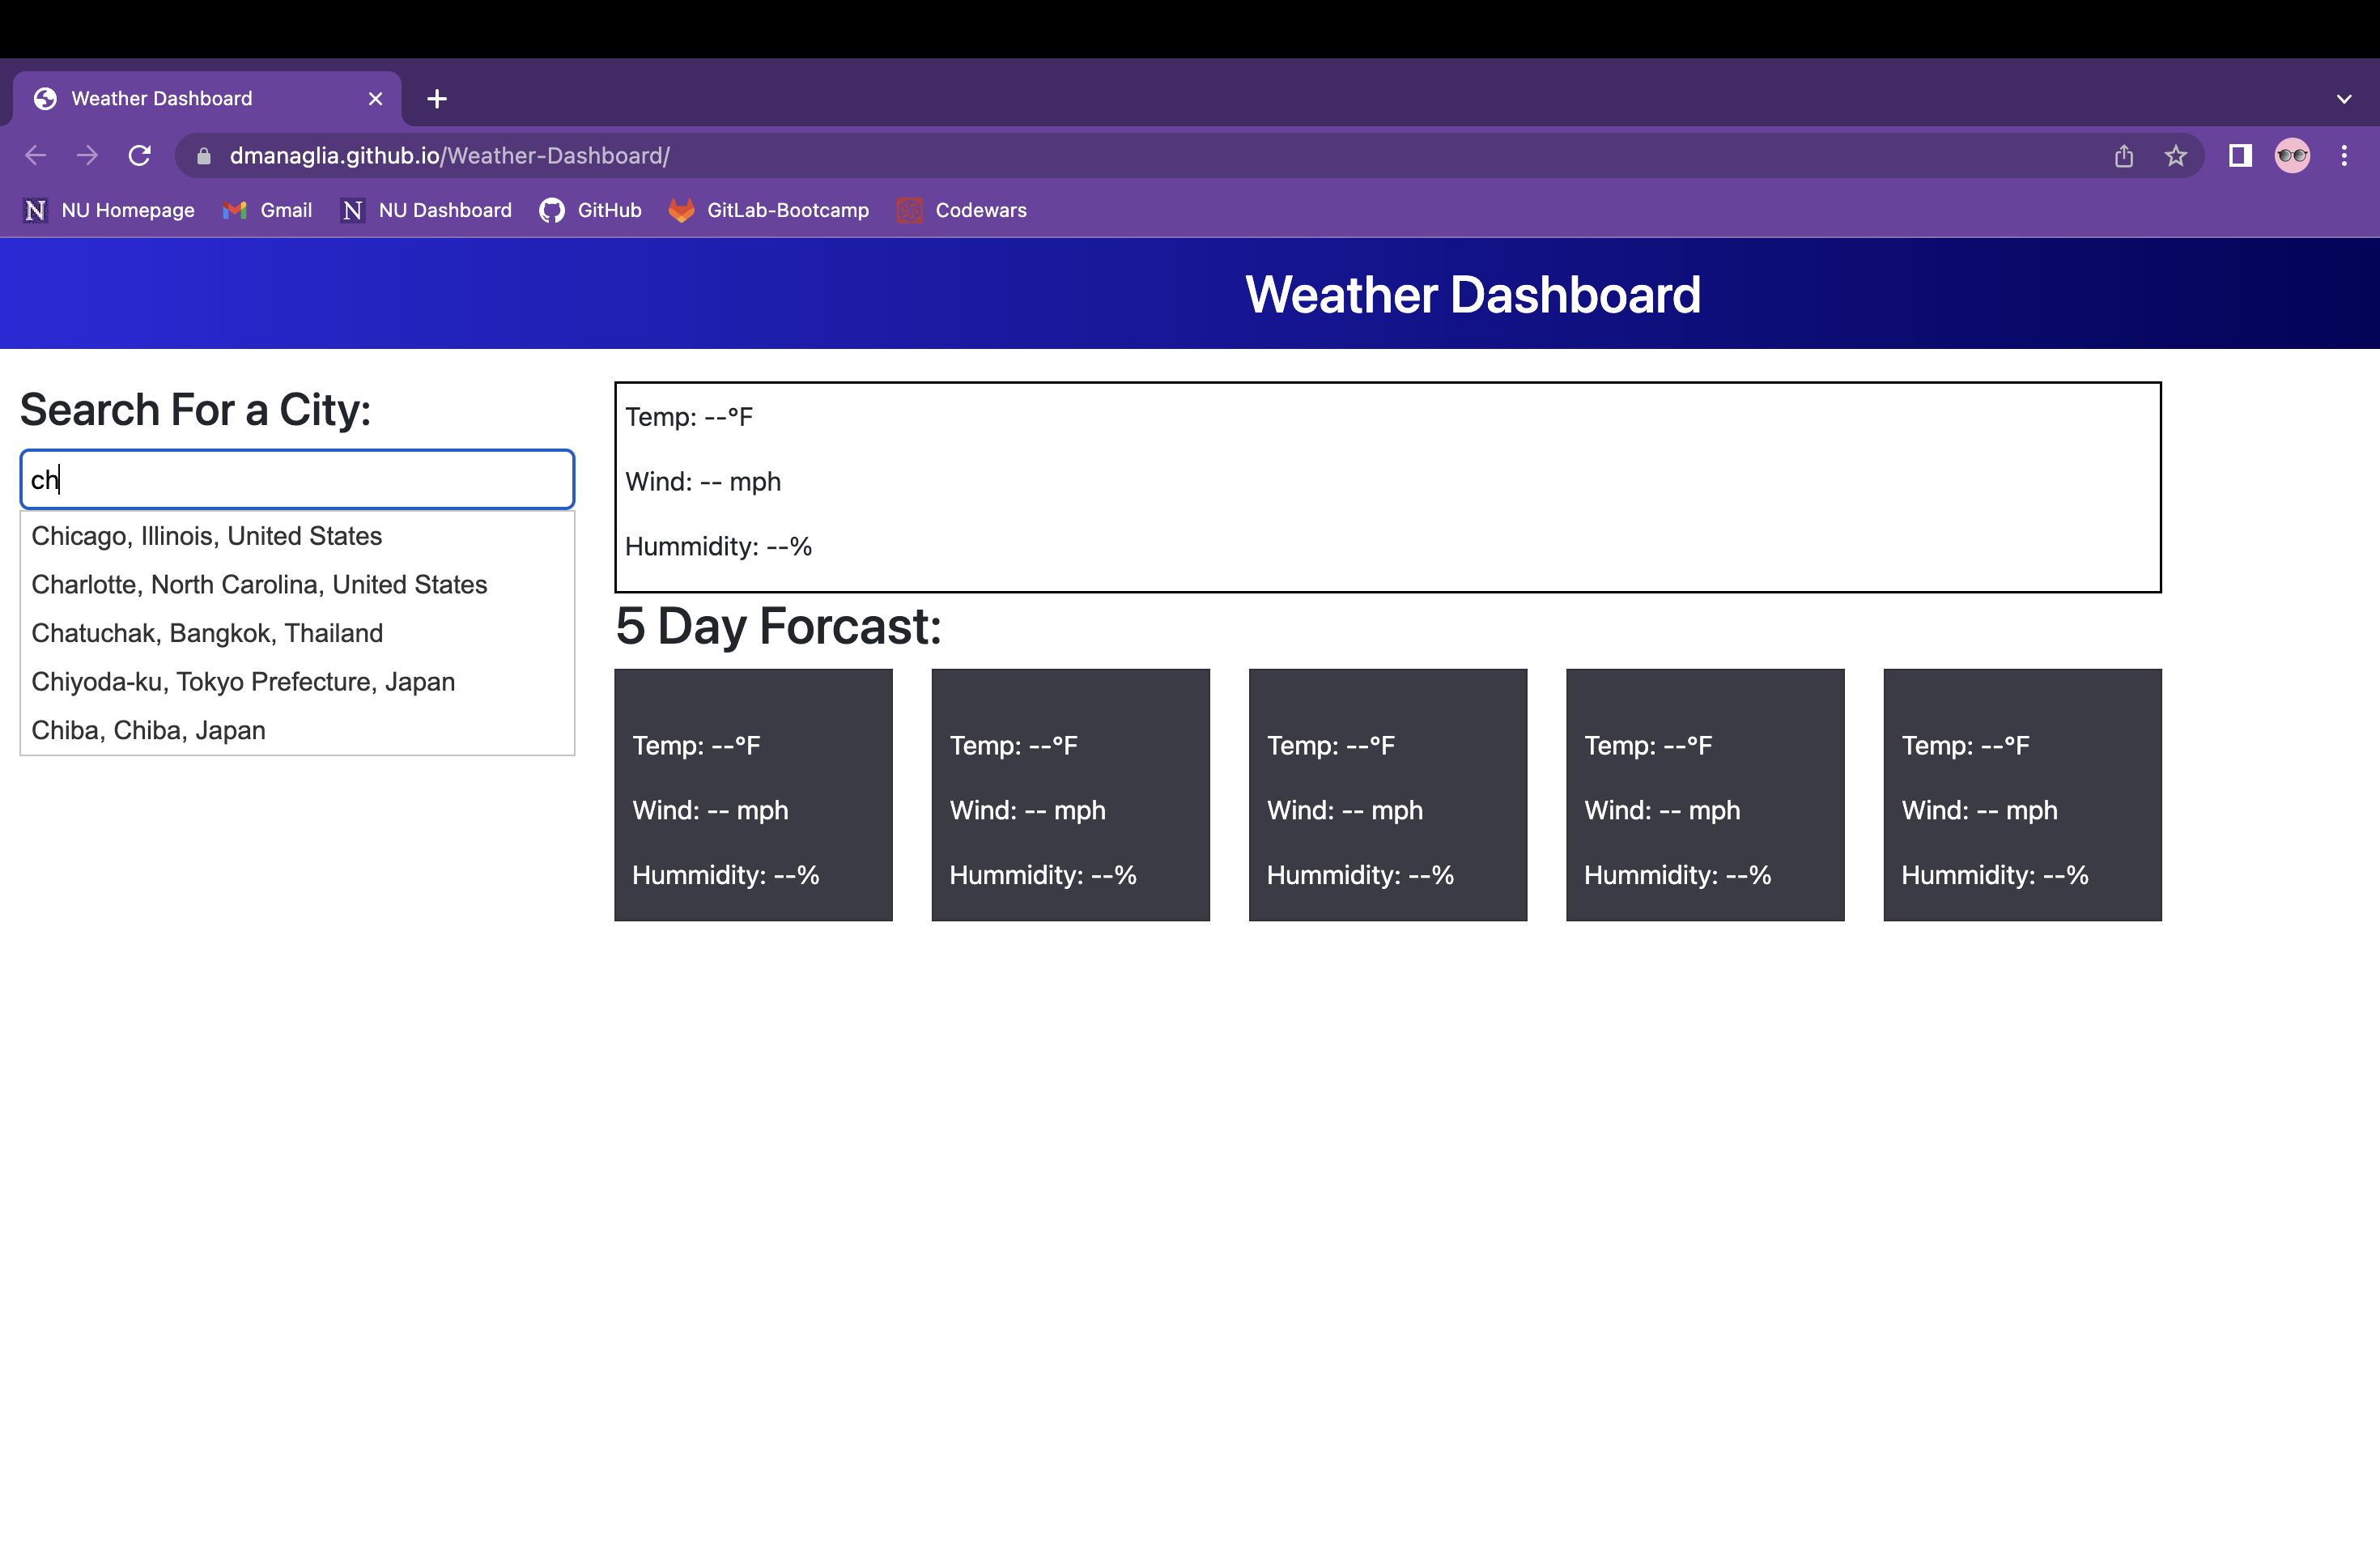 Weather Dashboard
dmanaglia.github.io/Weather-Dashboard/
NU Homepage Gmail NU Dashboard GitHub GitLab-Bootcamp Codewars
Weather Dashboard
Search For a City:
ch
Chicago, Illinois, United States
Charlotte, North Carolina, United States
Chatuchak, Bangkok, Thailand
Chiyoda-ku, Tokyo Prefecture, Japan
Chiba, Chiba, Japan
Temp: --°F
Wind: -- mph
Hummidity: --%
5 Day Forcast:
Temp: --°F
Wind: -- mph
Hummidity: --%
Temp: --°F
Wind: -- mph
Hummidity: --%
Temp: --°F
Wind: -- mph
Hummidity: --%
Temp: --°F
Wind: -- mph
Hummidity: --%
Temp: --°F
Wind: -- mph
Hummidity: --%